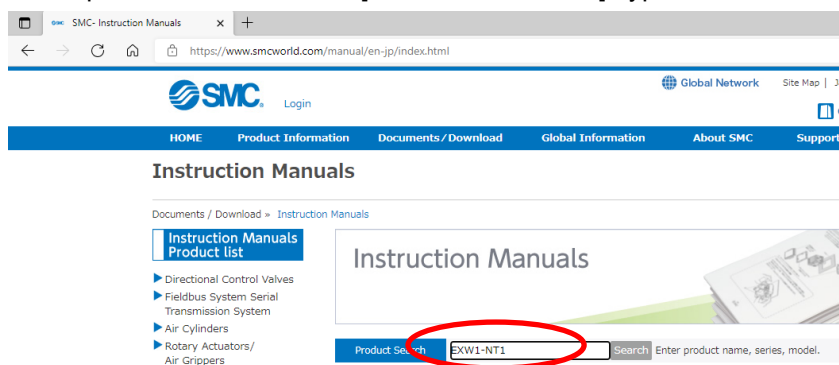 SMC- Instruction Manuals
https://www.smcworld.com/manual/en-jp/index.html
SMC. Login
Global Network Site Map | J
HOME Product Information Documents/Download Global Information About SMC Support
Instruction Manuals
Documents / Download » Instruction Manuals
Instruction Manuals
Product list
Directional Control Valves
Fieldbus System Serial
Transmission System
Air Cylinders
Rotary Actuators/
Air Grippers
Instruction Manuals
Product Search EXW1-NT1 Search Enter product name, series, model.